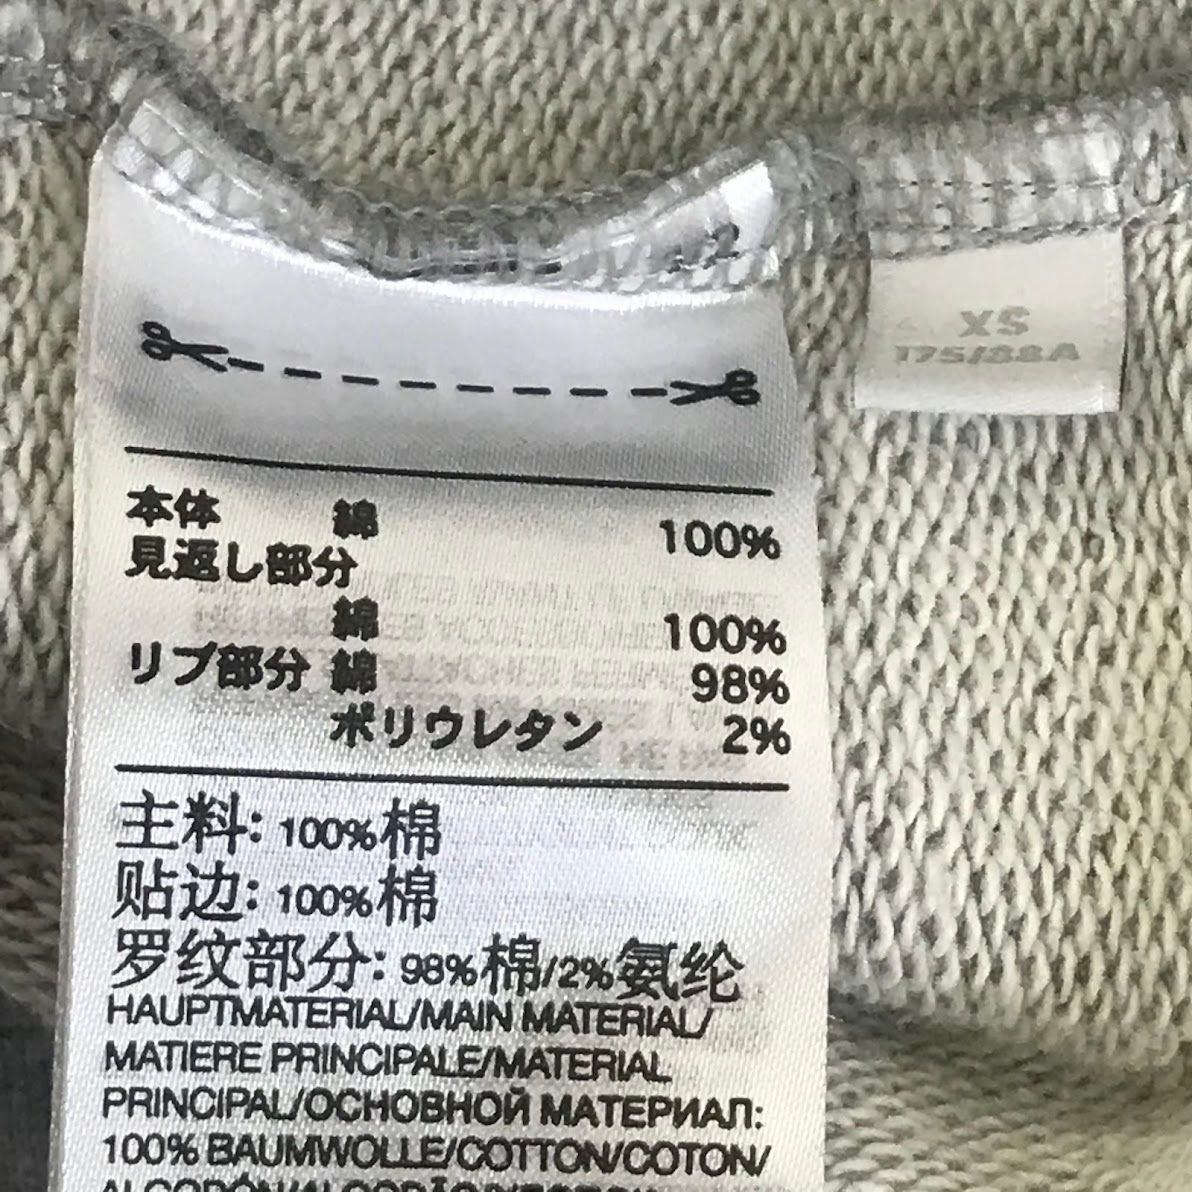 XS
175/88A
本体 綿 100%
見返し部分
綿 100%
リブ部分 綿 98%
ポリウレタン 2%
主料: 100%棉
贴边: 100%棉
罗纹部分: 98%棉/2%氨纶
HAUPTMATERIAL/MAIN MATERIAL/
MATIERE PRINCIPALE/MATERIAL
PRINCIPAL/ОСНОВНОЙ МАТЕРИАЛ:
100% BAUMWOLLE/COTTON/COTON/